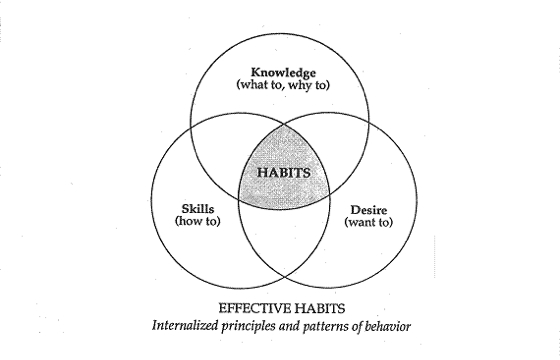 Knowledge
(what to, why to)
HABITS
Skills
(how to)
Desire
(want to)
EFFECTIVE HABITS
Internalized principles and patterns of behavior